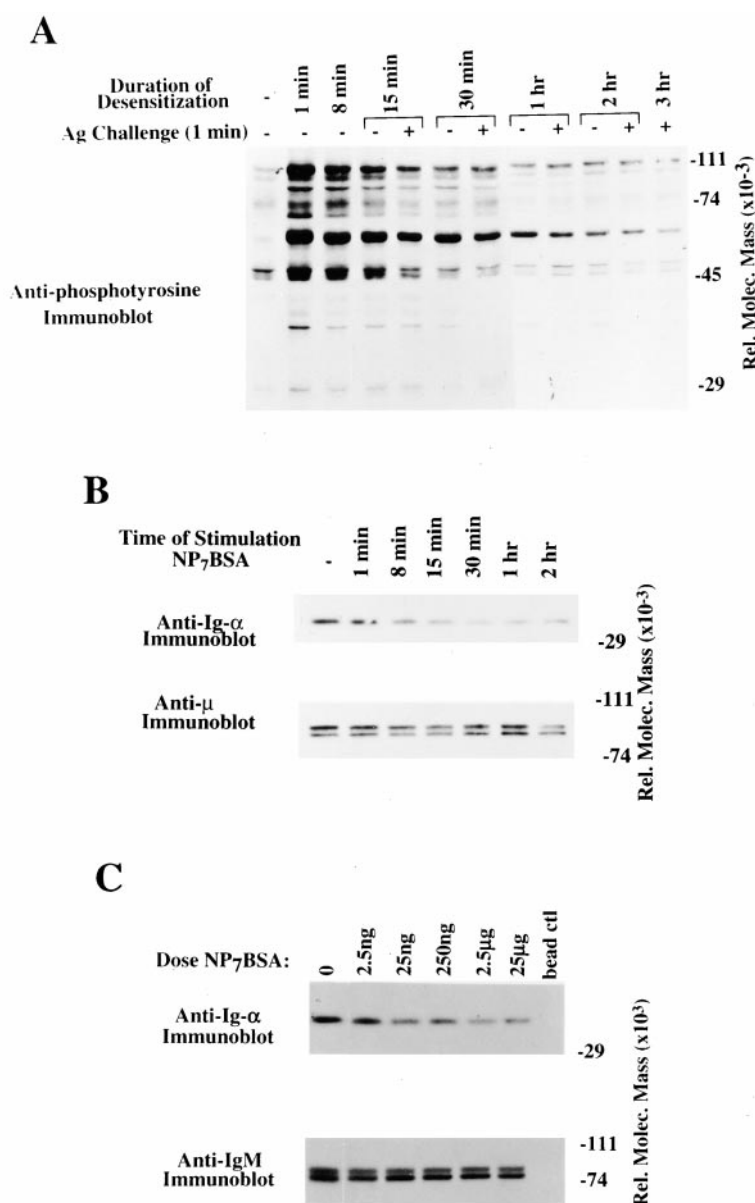 A
Duration of
Desensitization
- 1 min 8 min 15 min 30 min 1 hr 2 hr 3 hr
Ag Challenge (1 min) - - - - + - + - + - + +
-111
-74
-45
-29
Rel. Molec. Mass (x10-3)
Anti-phosphotyrosine
Immunoblot
B
Time of Stimulation
NP7BSA
- 1 min 8 min 15 min 30 min 1 hr 2 hr
Anti-Ig-α
Immunoblot
-29
Anti-μ
Immunoblot
-111
-74
Rel. Molec. Mass (x10-3)
C
Dose NP7BSA: 0 2.5ng 25ng 250ng 2.5μg 25μg bead ctl
Anti-Ig-α
Immunoblot
-29
Anti-IgM
Immunoblot
-111
-74
Rel. Molec. Mass (x103)